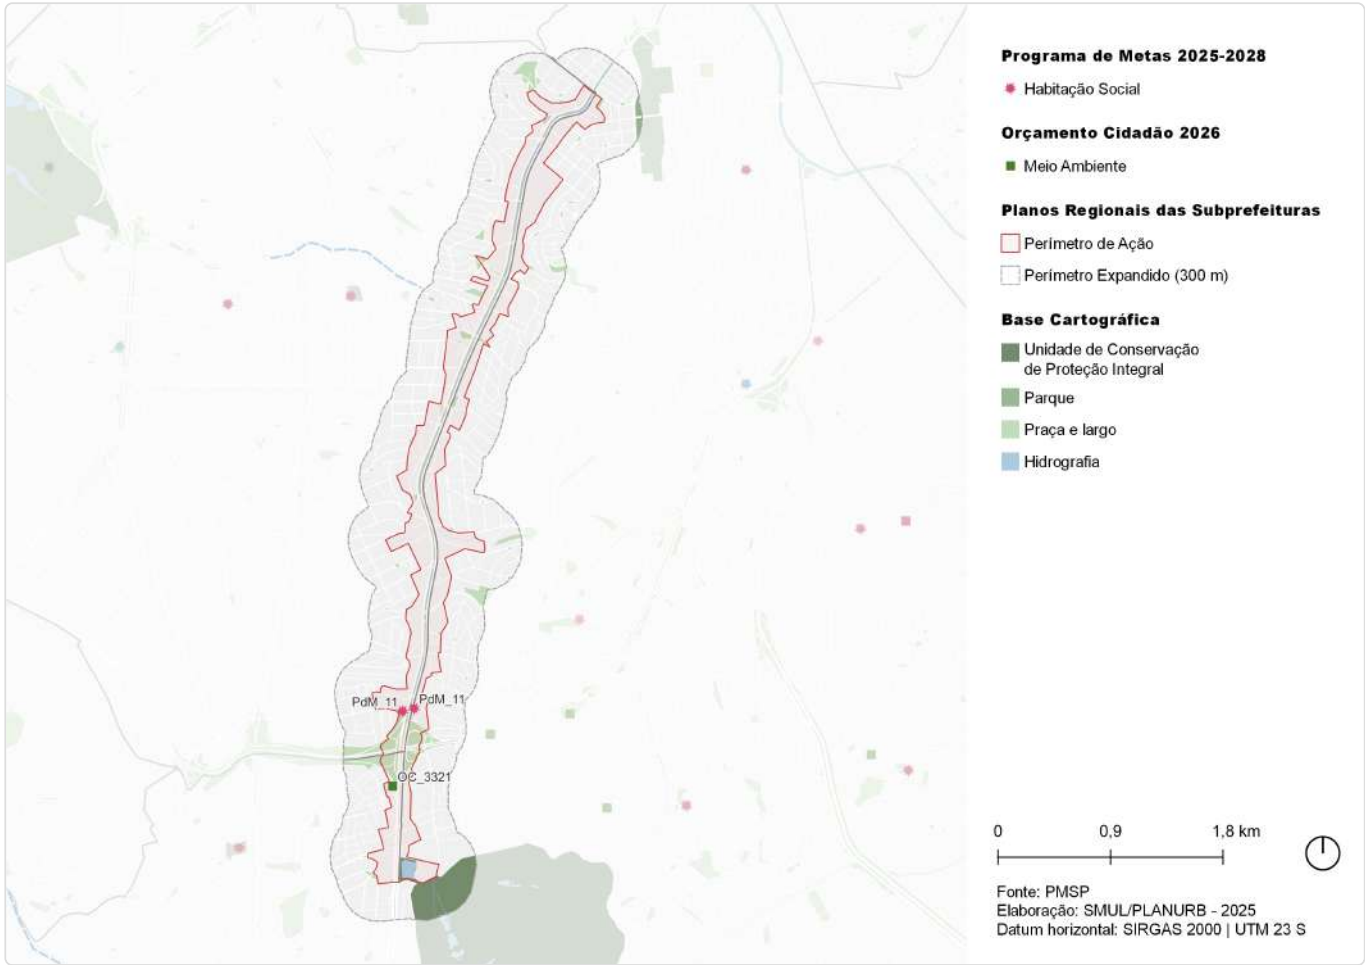 Programa de Metas 2025-2028
Habitação Social
Orçamento Cidadão 2026
Meio Ambiente
Planos Regionais das Subprefeituras
Perímetro de Ação
Perímetro Expandido (300 m)
Base Cartográfica
Unidade de Conservação
de Proteção Integral
Parque
Praça e largo
Hidrografia
PdM_11
PdM_11
OC_3321
0
0,9
1,8 km
Fonte: PMSP
Elaboração: SMUL/PLANURB - 2025
Datum horizontal: SIRGAS 2000 | UTM 23 S